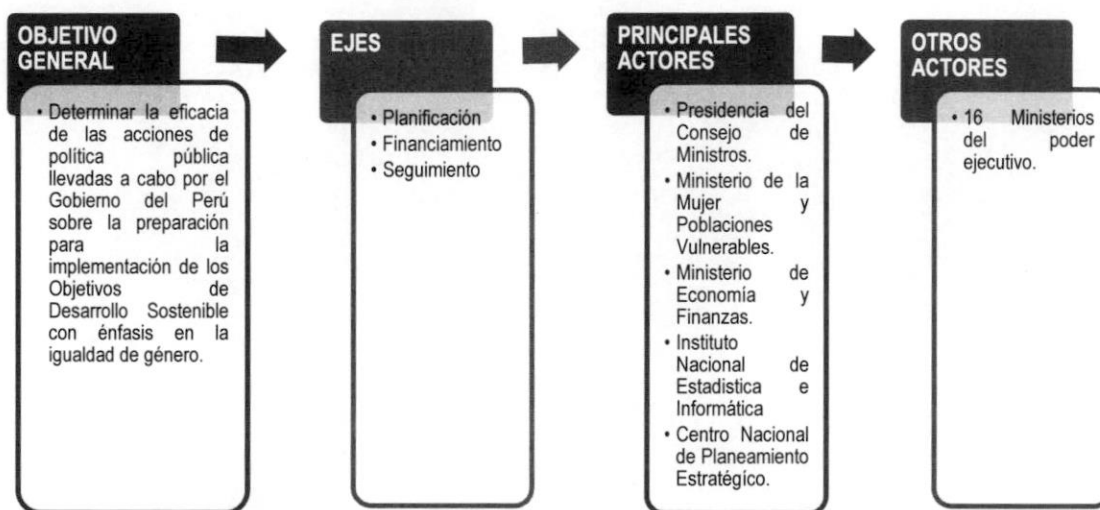 OBJETIVO
GENERAL
• Determinar la eficacia
de las acciones de
política pública
llevadas a cabo por el
Gobierno del Perú
sobre la preparación
para la
implementación de los
Objetivos de
Desarrollo Sostenible
con énfasis en la
igualdad de género.
EJES
• Planificación
• Financiamiento
• Seguimiento
PRINCIPALES
ACTORES
• Presidencia del
Consejo de
Ministros.
• Ministerio de la
Mujer y
Poblaciones
Vulnerables.
• Ministerio de
Economía y
Finanzas.
• Instituto
Nacional de
Estadistica e
Informática
• Centro Nacional
de Planeamiento
Estratégico.
OTROS
ACTORES
• 16 Ministerios
del poder
ejecutivo.